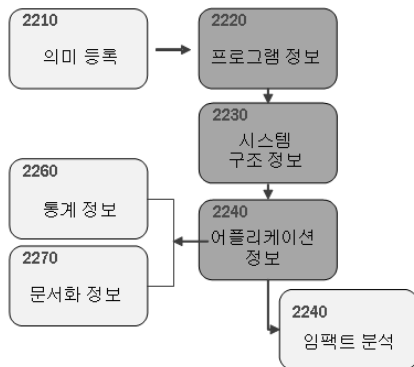 2210
의미 등록
2220
프로그램 정보
2230
시스템
구조 정보
2260
통계 정보
2240
어플리케이션
정보
2270
문서화 정보
2240
임팩트 분석